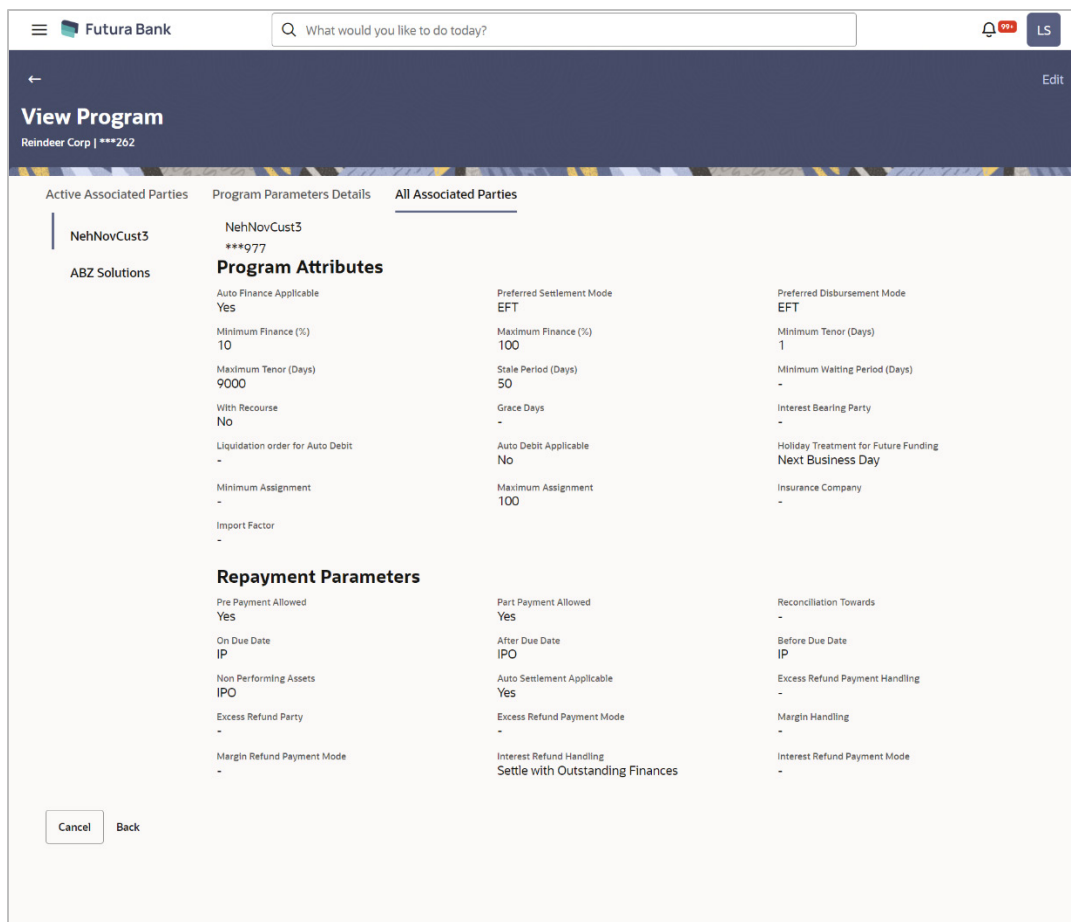 Futura Bank
What would you like to do today?
99+
LS
Edit
View Program
Reindeer Corp | ***262
Active Associated Parties Program Parameters Details All Associated Parties
NehNovCust3
ABZ Solutions
NehNovCust3
***977
Program Attributes
Auto Finance Applicable Preferred Settlement Mode Preferred Disbursement Mode
Yes EFT EFT
Minimum Finance (%) Maximum Finance (%) Minimum Tenor (Days)
10 100 1
Maximum Tenor (Days) Stale Period (Days) Minimum Waiting Period (Days)
9000 50 -
With Recourse Grace Days Interest Bearing Party
No - -
Liquidation order for Auto Debit Auto Debit Applicable Holiday Treatment for Future Funding
- No Next Business Day
Minimum Assignment Maximum Assignment Insurance Company
- 100 -
Import Factor
-
Repayment Parameters
Pre Payment Allowed Part Payment Allowed Reconciliation Towards
Yes Yes -
On Due Date After Due Date Before Due Date
IP IPO IP
Non Performing Assets Auto Settlement Applicable Excess Refund Payment Handling
IPO Yes -
Excess Refund Party Excess Refund Payment Mode Margin Handling
- - -
Margin Refund Payment Mode Interest Refund Handling Interest Refund Payment Mode
- Settle with Outstanding Finances -
Cancel Back